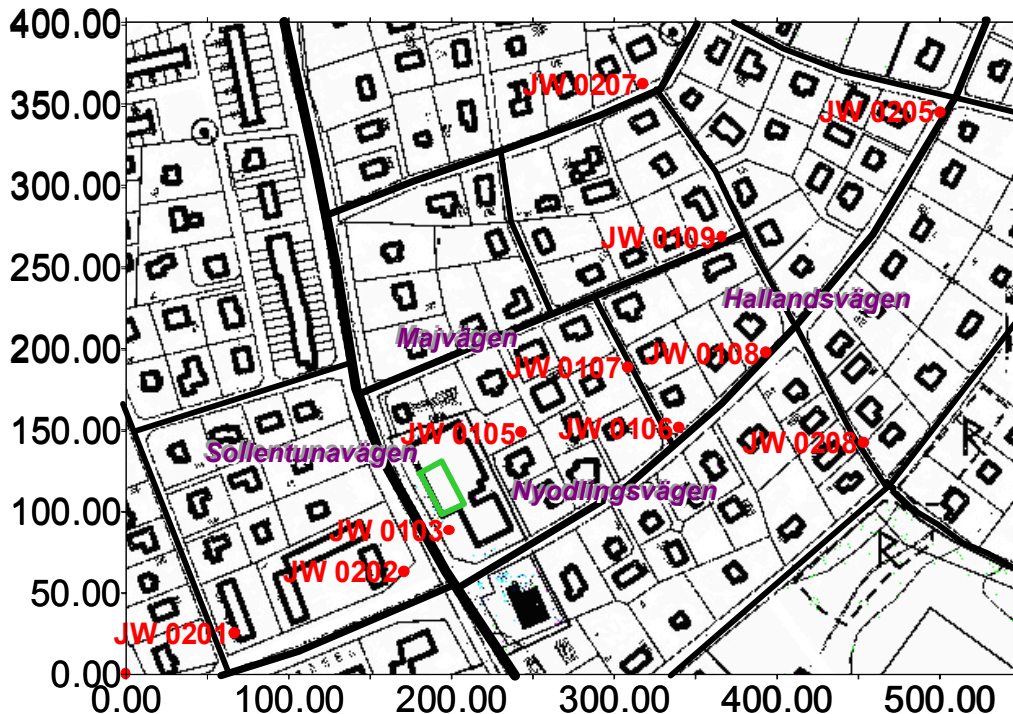 400.00
JW 0207
350.00
JW 0205
300.00
JW 0109
250.00
Hallandsvägen
200.00
Majvägen
JW 0108
JW 0107
150.00
JW 0105
JW 0106
JW 0208
Sollentunavägen
Nyodlingsvägen
100.00
JW 0103
50.00
JW 0202
JW 0201
0.00
0.00 100.00 200.00 300.00 400.00 500.00
R
R